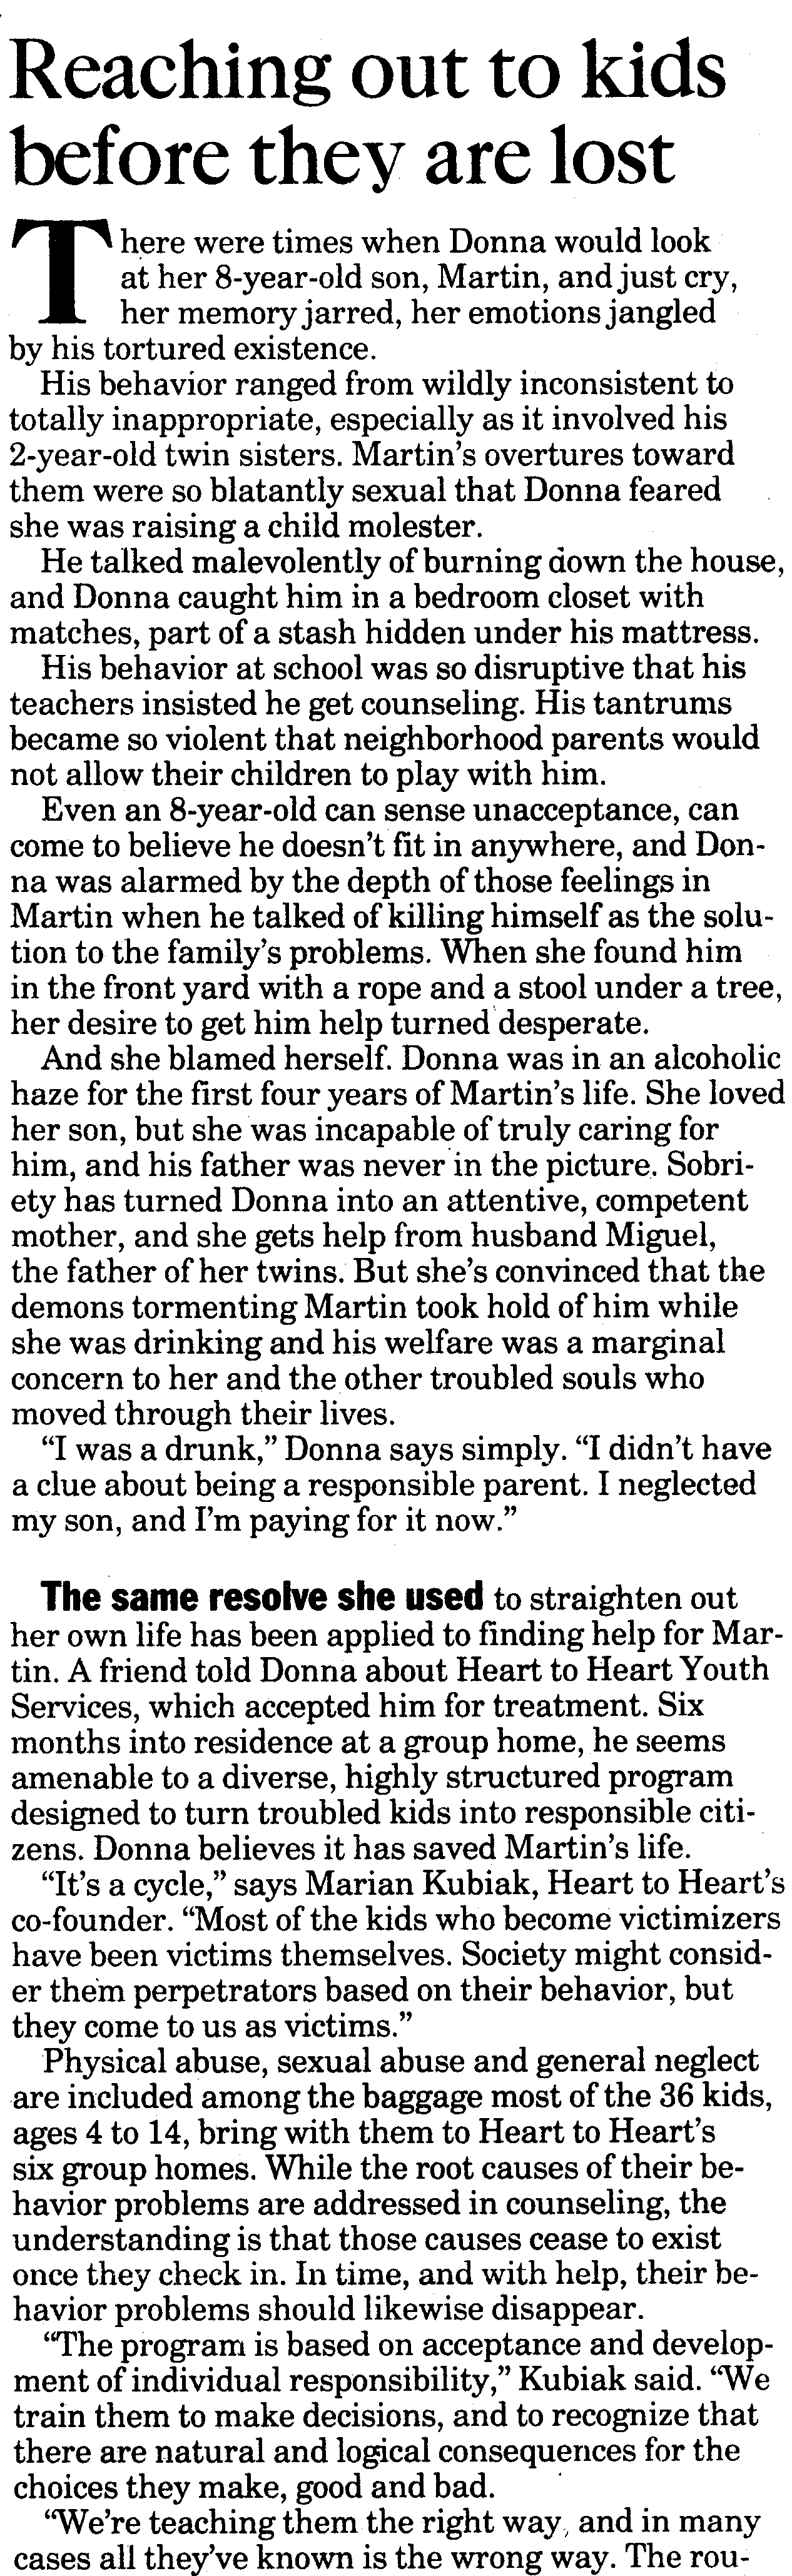 Reaching out to kids
before they are lost
There were times when Donna would look
at her 8-year-old son, Martin, and just cry,
her memory jarred, her emotions jangled
by his tortured existence.
His behavior ranged from wildly inconsistent to
totally inappropriate, especially as it involved his
2-year-old twin sisters. Martin's overtures toward
them were so blatantly sexual that Donna feared
she was raising a child molester.
He talked malevolently of burning down the house,
and Donna caught him in a bedroom closet with
matches, part of a stash hidden under his mattress.
His behavior at school was so disruptive that his
teachers insisted he get counseling. His tantrums
became so violent that neighborhood parents would
not allow their children to play with him.
Even an 8-year-old can sense unacceptance, can
come to believe he doesn't fit in anywhere, and Don-
na was alarmed by the depth of those feelings in
Martin when he talked of killing himself as the solu-
tion to the family's problems. When she found him
in the front yard with a rope and a stool under a tree,
her desire to get him help turned desperate.
And she blamed herself. Donna was in an alcoholic
haze for the first four years of Martin's life. She loved
her son, but she was incapable of truly caring for
him, and his father was never in the picture. Sobri-
ety has turned Donna into an attentive, competent
mother, and she gets help from husband Miguel,
the father of her twins. But she's convinced that the
demons tormenting Martin took hold of him while
she was drinking and his welfare was a marginal
concern to her and the other troubled souls who
moved through their lives.
“I was a drunk,” Donna says simply. “I didn't have
a clue about being a responsible parent. I neglected
my son, and I'm paying for it now.”
The same resolve she used to straighten out
her own life has been applied to finding help for Mar-
tin. A friend told Donna about Heart to Heart Youth
Services, which accepted him for treatment. Six
months into residence at a group home, he seems
amenable to a diverse, highly structured program
designed to turn troubled kids into responsible citi-
zens. Donna believes it has saved Martin's life.
“It's a cycle,” says Marian Kubiak, Heart to Heart's
co-founder. “Most of the kids who become victimizers
have been victims themselves. Society might consid-
er them perpetrators based on their behavior, but
they come to us as victims.”
Physical abuse, sexual abuse and general neglect
are included among the baggage most of the 36 kids,
ages 4 to 14, bring with them to Heart to Heart's
six group homes. While the root causes of their be-
havior problems are addressed in counseling, the
understanding is that those causes cease to exist
once they check in. In time, and with help, their be-
havior problems should likewise disappear.
“The program is based on acceptance and develop-
ment of individual responsibility,” Kubiak said. “We
train them to make decisions, and to recognize that
there are natural and logical consequences for the
choices they make, good and bad.
“We're teaching them the right way, and in many
cases all they've known is the wrong way. The rou-